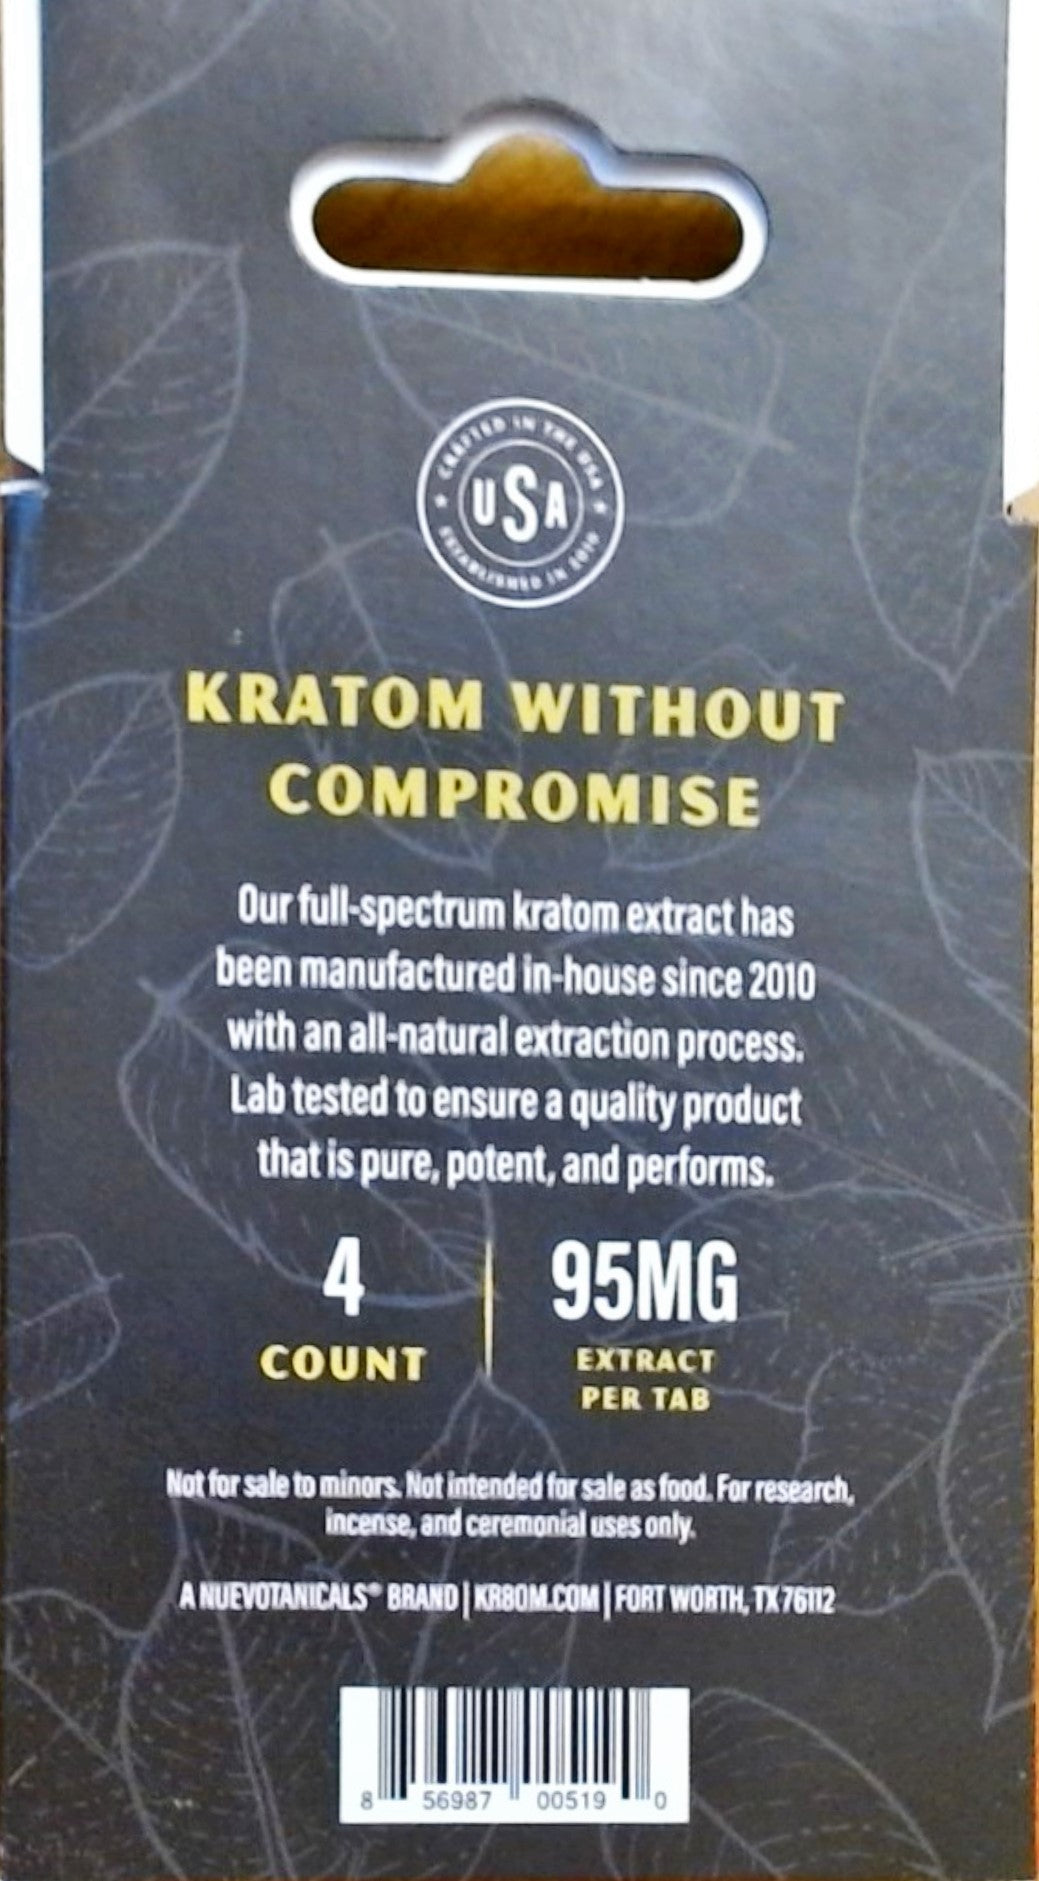 CRAFTED IN THE USA
USA
ESTABLISHED IN 2010
KRATOM WITHOUT
COMPROMISE
Our full-spectrum kratom extract has
been manufactured in-house since 2010
with an all-natural extraction process.
Lab tested to ensure a quality product
that is pure, potent, and performs.
4
COUNT
95MG
EXTRACT
PER TAB
Not for sale to minors. Not intended for sale as food. For research,
incense, and ceremonial uses only.
A NUEVOTANICALS® BRAND | KR8OM.COM | FORT WORTH, TX 76112
8 56987 00519 0